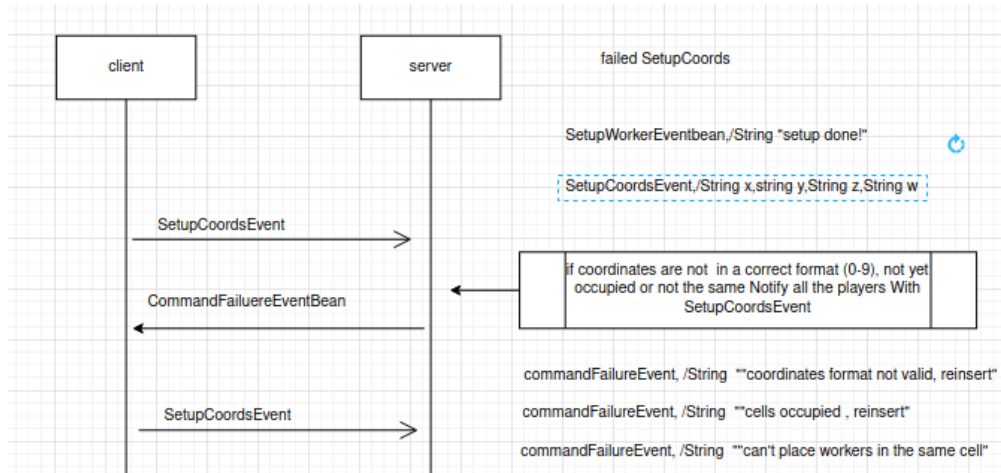 client
server
failed SetupCoords
SetupWorkerEventbean,/String "setup done!"
SetupCoordsEvent,/String x,string y,String z,String w
SetupCoordsEvent
if coordinates are not in a correct format (0-9), not yet
occupied or not the same Notify all the players With
SetupCoordsEvent
CommandFailuereEventBean
commandFailureEvent, /String ""coordinates format not valid, reinsert"
SetupCoordsEvent
commandFailureEvent, /String ""cells occupied , reinsert"
commandFailureEvent, /String ""can't place workers in the same cell"